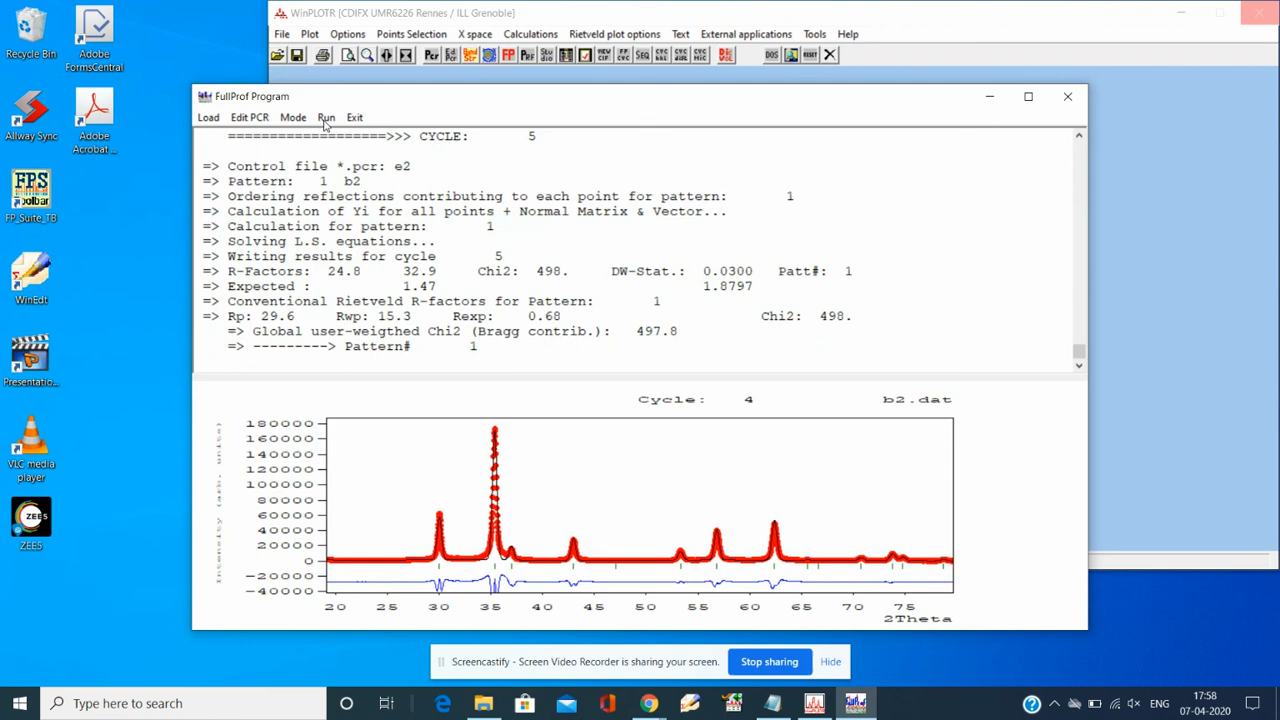 WinPLOTR [CDIFX UMR6226 Rennes / ILL Grenoble]
File Plot Options Points Selection X space Calculations Rietveld plot options Text External applications Tools Help
FullProf Program
Load Edit PCR Mode Run Exit
===================>>> CYCLE: 5
=> Control file *.pcr: e2
=> Pattern: 1 b2
=> Ordering reflections contributing to each point for pattern: 1
=> Calculation of Yi for all points + Normal Matrix & Vector...
=> Calculation for pattern: 1
=> Solving L.S. equations...
=> Writing results for cycle 5
=> R-Factors: 24.8 32.9 Chi2: 498. DW-Stat.: 0.0300 Patt#: 1
=> Expected : 1.47 1.8797
=> Conventional Rietveld R-factors for Pattern: 1
=> Rp: 29.6 Rwp: 15.3 Rexp: 0.68 Chi2: 498.
=> Global user-weigthed Chi2 (Bragg contrib.): 497.8
=> ---------> Pattern# 1
Cycle: 4 b2.dat
Intensity (arb. units)
180000
160000
140000
120000
100000
80000
60000
40000
20000
0
-20000
-40000
20 25 30 35 40 45 50 55 60 65 70 75
2Theta
Recycle Bin
Adobe FormsCentral
Allway Sync
Adobe Acrobat ...
FPS
Toolbar
FP_Suite_TB
WinEdt
Presentatio...
VLC media player
ZEES
ZEES
Screencastify - Screen Video Recorder is sharing your screen.
Stop sharing
Hide
Type here to search
ENG
17:58
07-04-2020